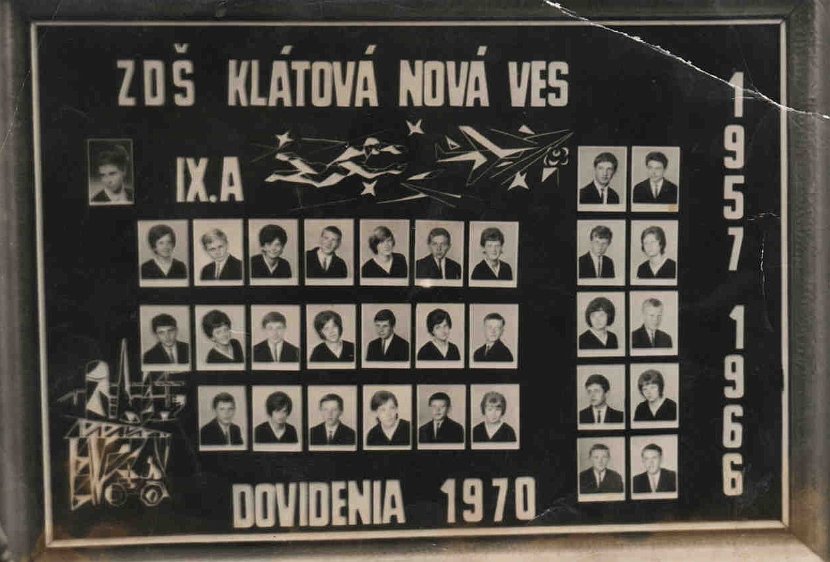 ZDŠ KLÁTOVÁ NOVÁ VES
IX.A
1957 1966
DOVIDENIA 1970